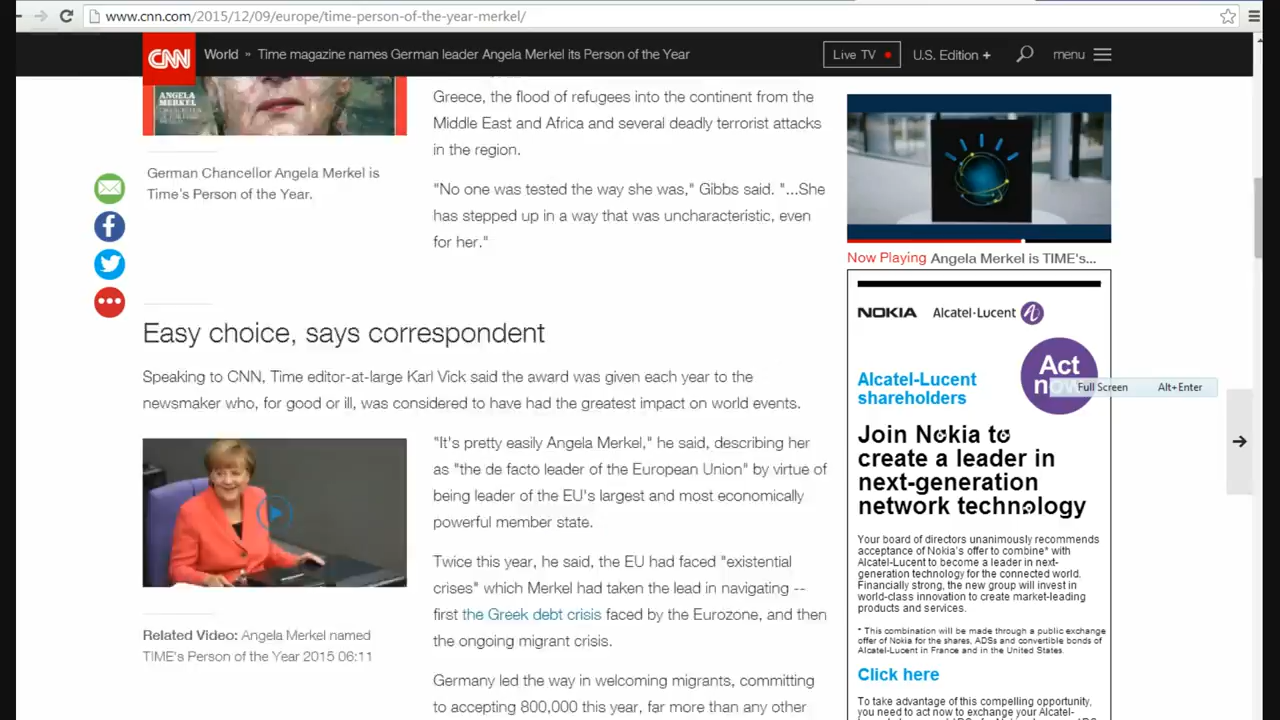 www.cnn.com/2015/12/09/europe/time-person-of-the-year-merkel/
CNN World » Time magazine names German leader Angela Merkel its Person of the Year Live TV U.S. Edition + menu
ANGELA
MERKEL
German Chancellor Angela Merkel is
Time's Person of the Year.
Greece, the flood of refugees into the continent from the
Middle East and Africa and several deadly terrorist attacks
in the region.
"No one was tested the way she was," Gibbs said. "...She
has stepped up in a way that was uncharacteristic, even
for her."
Easy choice, says correspondent
Speaking to CNN, Time editor-at-large Karl Vick said the award was given each year to the
newsmaker who, for good or ill, was considered to have had the greatest impact on world events.
"It's pretty easily Angela Merkel," he said, describing her
as "the de facto leader of the European Union" by virtue of
being leader of the EU's largest and most economically
powerful member state.
Twice this year, he said, the EU had faced "existential
crises" which Merkel had taken the lead in navigating --
first the Greek debt crisis faced by the Eurozone, and then
the ongoing migrant crisis.
Germany led the way in welcoming migrants, committing
to accepting 800,000 this year, far more than any other
Related Video: Angela Merkel named
TIME's Person of the Year 2015 06:11
Now Playing Angela Merkel is TIME's...
NOKIA Alcatel·Lucent
Act
now
Full Screen Alt+Enter
Alcatel-Lucent
shareholders
Join Nokia to
create a leader in
next-generation
network technology
Your board of directors unanimously recommends
acceptance of Nokia's offer to combine* with
Alcatel-Lucent to become a leader in next-
generation technology for the connected world.
Financially strong, the new group will invest in
world-class innovation to create market-leading
products and services.
* This combination will be made through a public exchange
offer of Nokia for the shares, ADSs and convertible bonds of
Alcatel-Lucent in France and in the United States.
Click here
To take advantage of this compelling opportunity,
you need to act now to exchange your Alcatel-